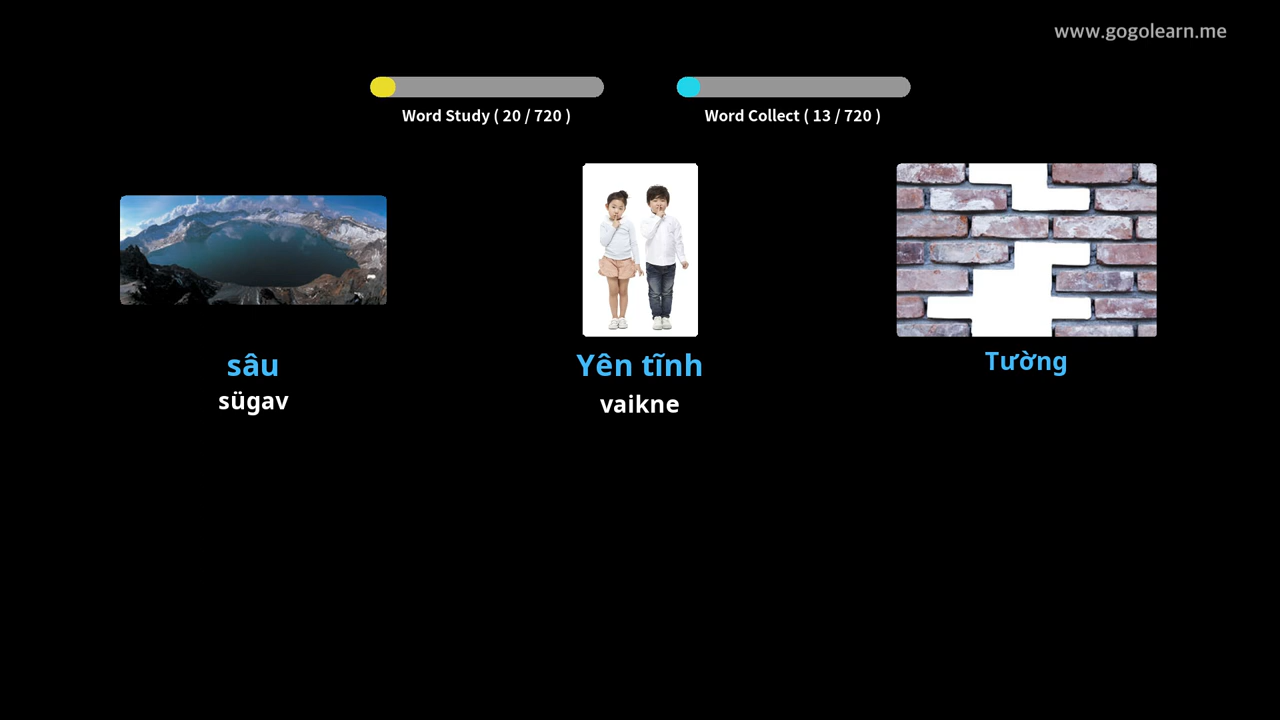 www.gogolearn.me
Word Study ( 20 / 720 )
Word Collect ( 13 / 720 )
sâu
sügav
Yên tĩnh
vaikne
Tường